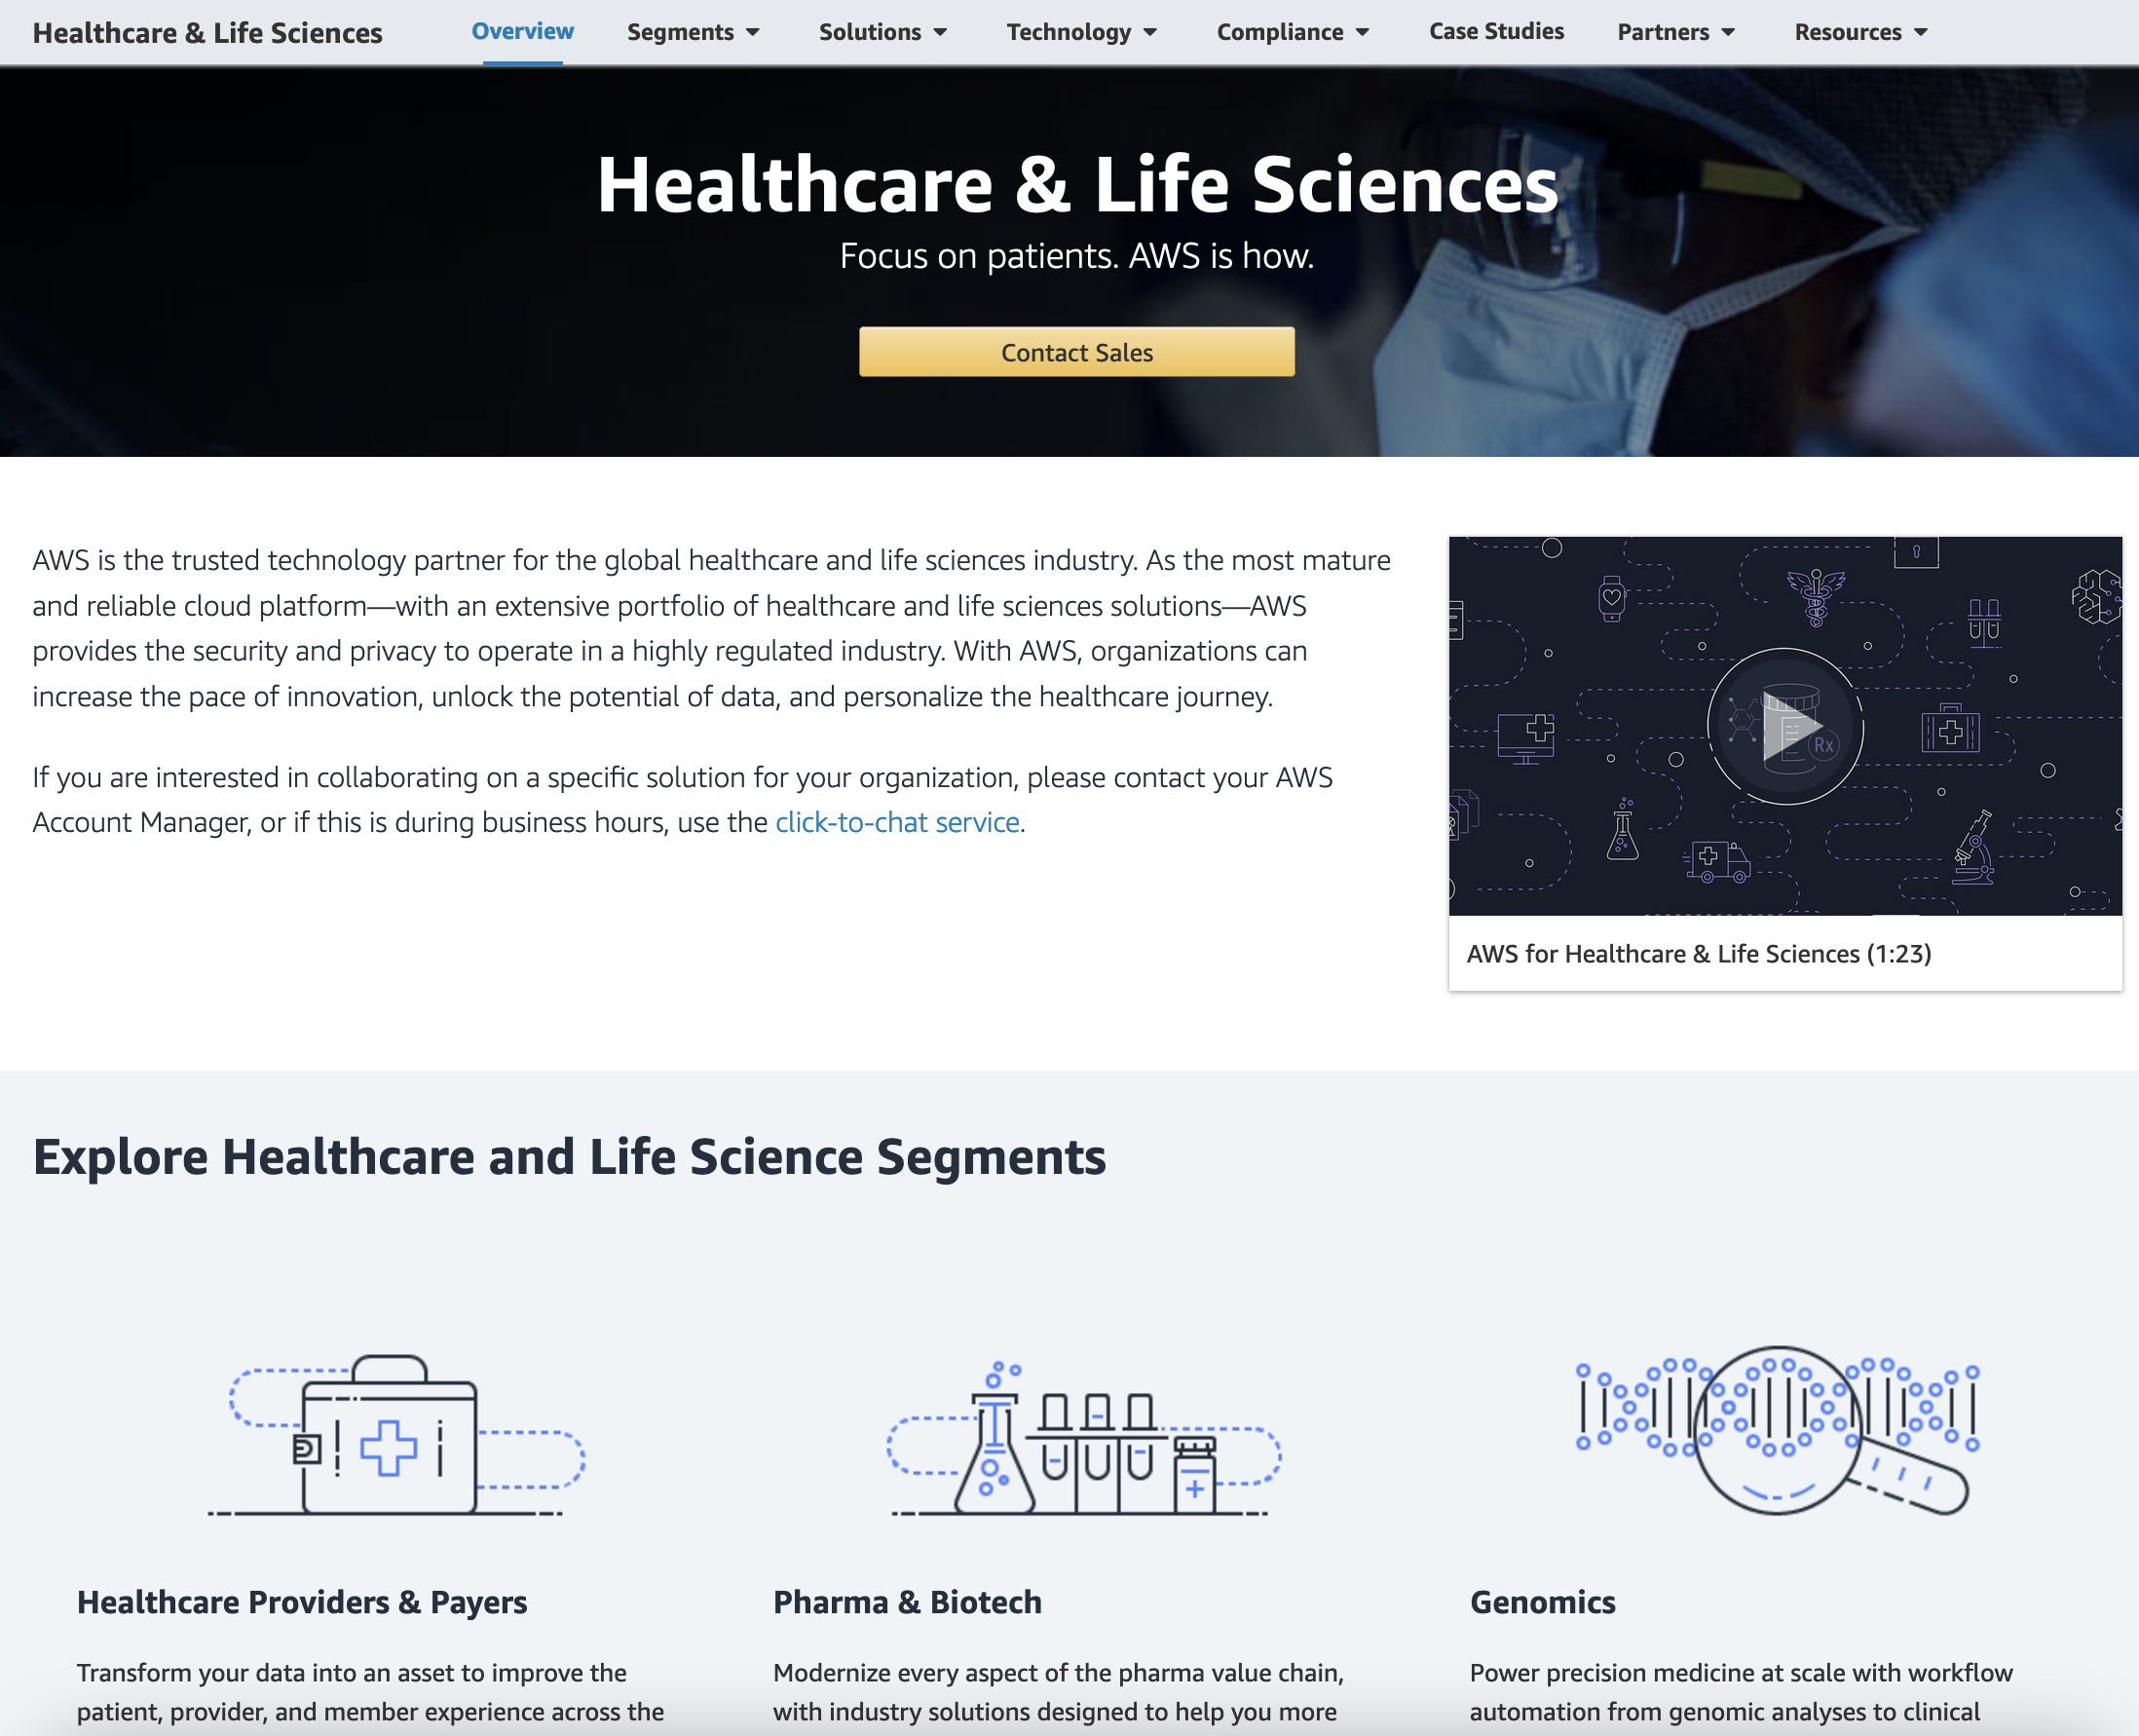 Healthcare & Life Sciences
Overview
Segments
Solutions
Technology
Compliance
Case Studies
Partners
Resources
Healthcare & Life Sciences
Focus on patients. AWS is how.
Contact Sales
AWS is the trusted technology partner for the global healthcare and life sciences industry. As the most mature
and reliable cloud platform—with an extensive portfolio of healthcare and life sciences solutions—AWS
provides the security and privacy to operate in a highly regulated industry. With AWS, organizations can
increase the pace of innovation, unlock the potential of data, and personalize the healthcare journey.
If you are interested in collaborating on a specific solution for your organization, please contact your AWS
Account Manager, or if this is during business hours, use the click-to-chat service.
Rx
AWS for Healthcare & Life Sciences (1:23)
Explore Healthcare and Life Science Segments
Healthcare Providers & Payers
Transform your data into an asset to improve the
patient, provider, and member experience across the
Pharma & Biotech
Modernize every aspect of the pharma value chain,
with industry solutions designed to help you more
Genomics
Power precision medicine at scale with workflow
automation from genomic analyses to clinical